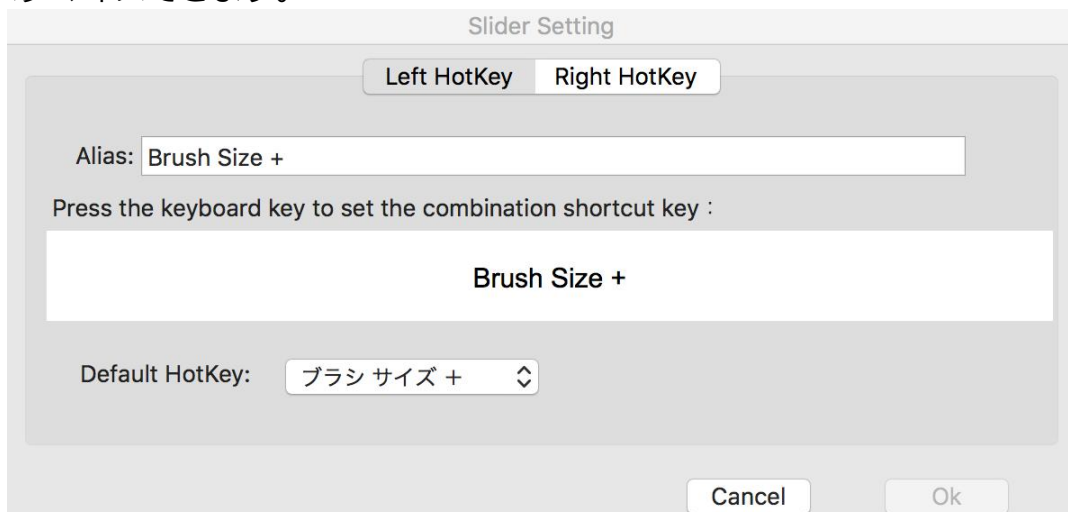 Slider Setting
Left HotKey Right HotKey
Alias: Brush Size +
Press the keyboard key to set the combination shortcut key :
Brush Size +
Default HotKey: ブラシ サイズ +
Cancel Ok